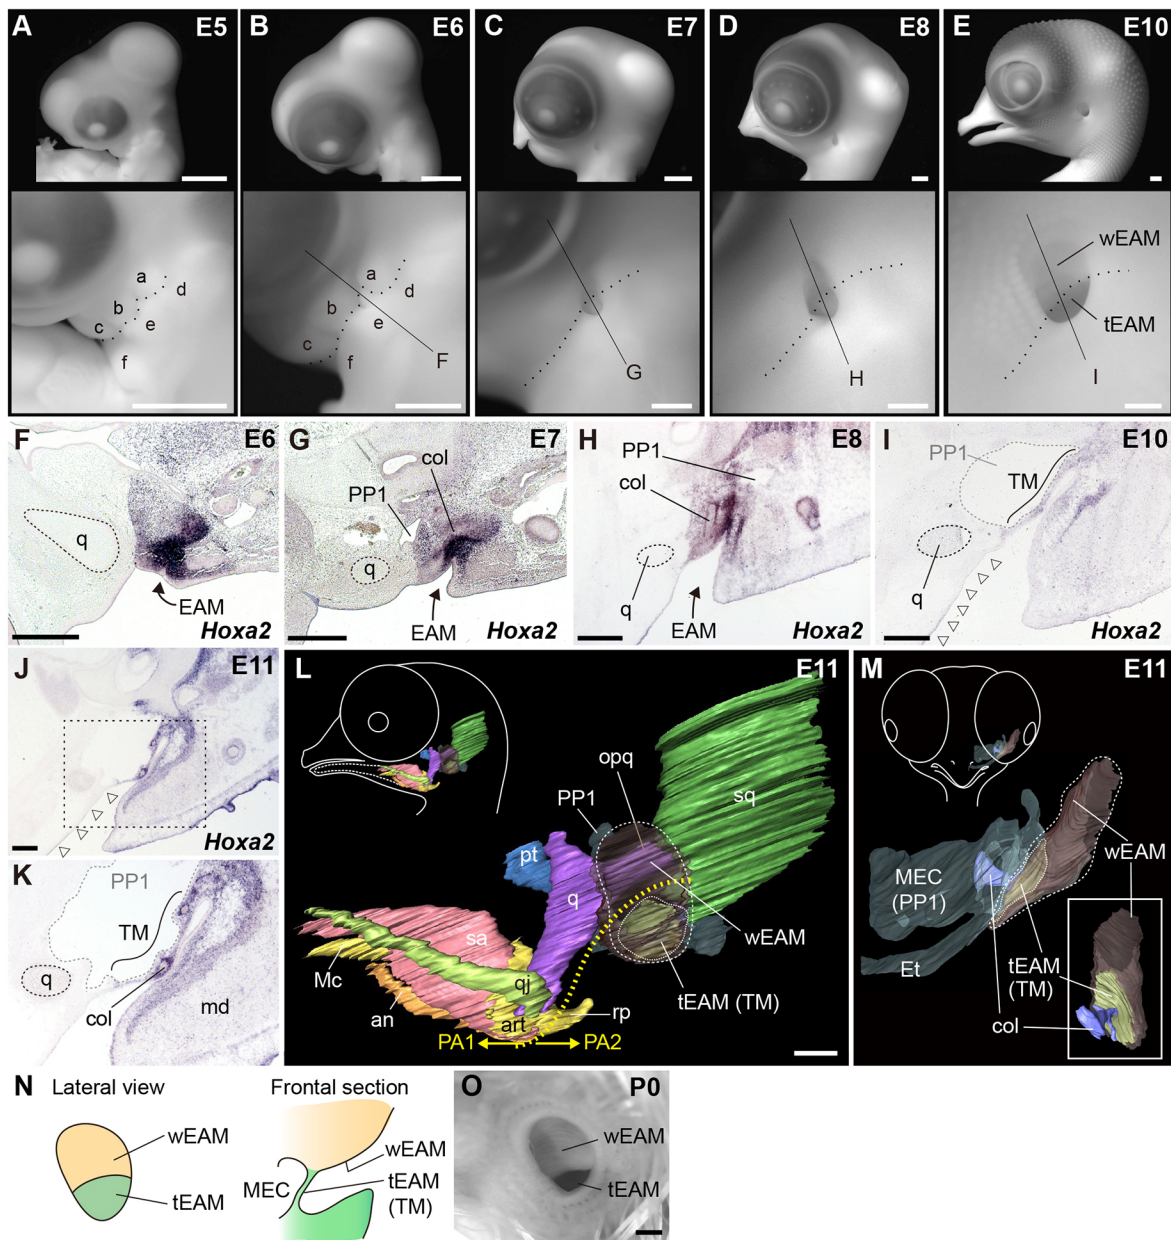 A E5
B E6
C E7
D E8
E E10
a
b
c
d
e
f
a
b
c
d
e
f
F
G
H
wEAM
tEAM
I
F E6
q
EAM
Hoxa2
G E7
col
PP1
q
EAM
Hoxa2
H E8
PP1
col
q
EAM
Hoxa2
I E10
PP1
TM
q
Hoxa2
J E11
Hoxa2
K
PP1
TM
q
col
md
L E11
opq
PP1
sq
pt
q
sa
wEAM
Mc
qj
tEAM (TM)
an
art
rp
PA1 PA2
M E11
wEAM
MEC
(PP1)
Et
tEAM
(TM)
col
N Lateral view
wEAM
tEAM
Frontal section
wEAM
MEC
tEAM
(TM)
O P0
wEAM
tEAM